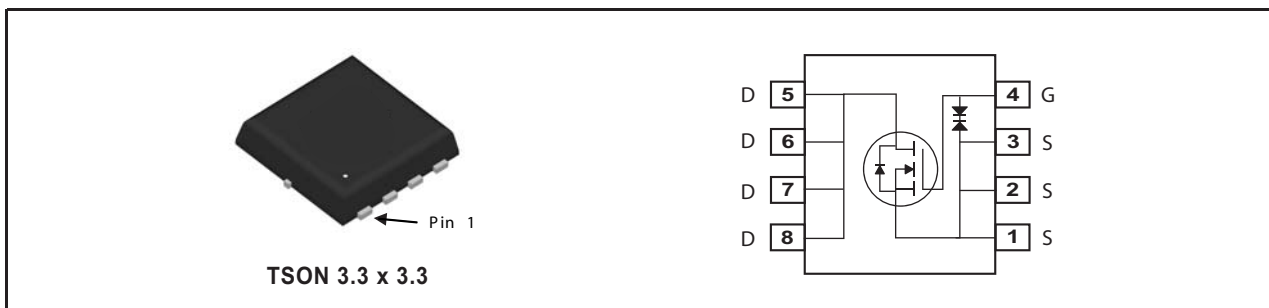 Pin 1
TSON 3.3 x 3.3
D 5 4 G
D 6 3 S
D 7 2 S
D 8 1 S